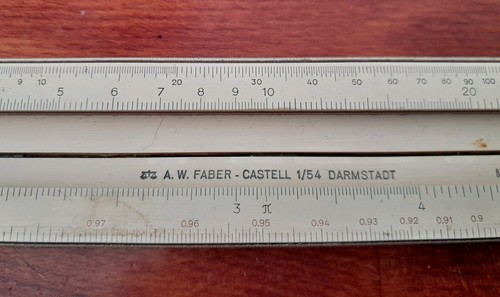 9 10 20 30 40 50 60 70 80 90 100
5 6 7 8 9 10 20
A. W. FABER - CASTELL 1/54 DARMSTADT
3 π 4
0.97 0.96 0.95 0.94 0.93 0.92 0.91 0.9